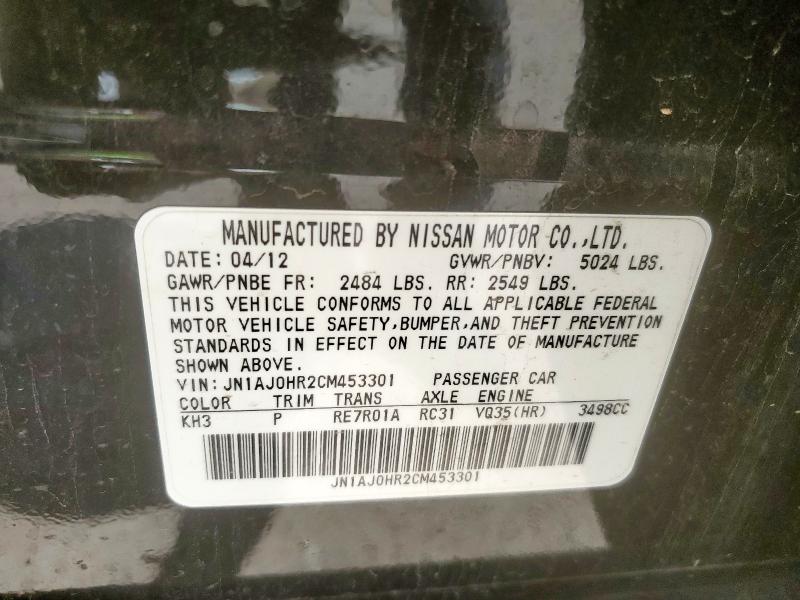 MANUFACTURED BY NISSAN MOTOR CO.,LTD.
DATE: 04/12 GVWR/PNBV: 5024 LBS.
GAWR/PNBE FR: 2484 LBS. RR: 2549 LBS.
THIS VEHICLE CONFORMS TO ALL APPLICABLE FEDERAL
MOTOR VEHICLE SAFETY,BUMPER,AND THEFT PREVENTION
STANDARDS IN EFFECT ON THE DATE OF MANUFACTURE
SHOWN ABOVE.
VIN: JN1AJ0HR2CM453301 PASSENGER CAR
COLOR TRIM TRANS AXLE ENGINE
KH3 P RE7R01A RC31 VQ35(HR) 3498CC
JN1AJ0HR2CM453301